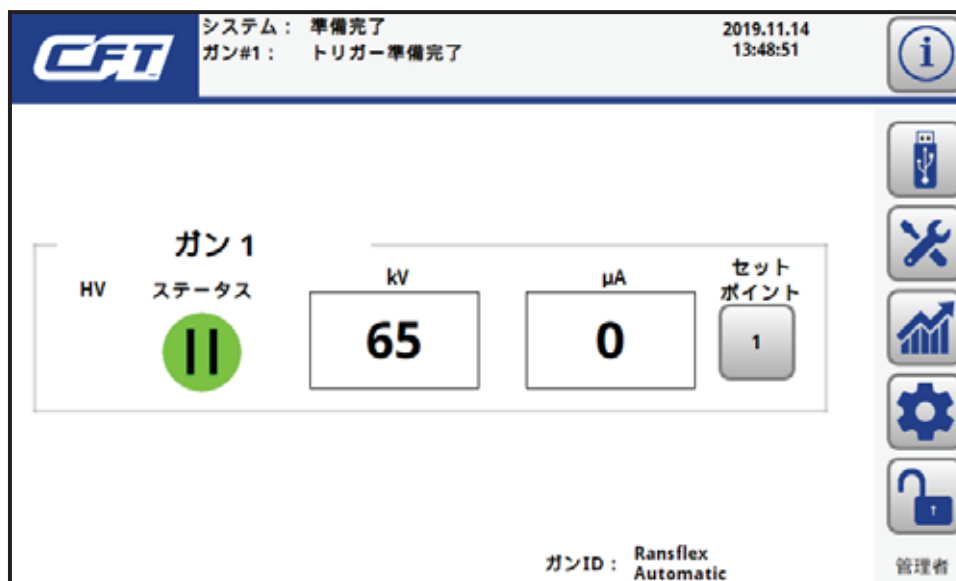 CFT
システム： 準備完了
ガン#1： トリガー準備完了
2019.11.14
13:48:51
ガン 1
HV
ステータス
kV
65
µA
0
セット
ポイント
1
ガンID： Ransflex
Automatic
管理者